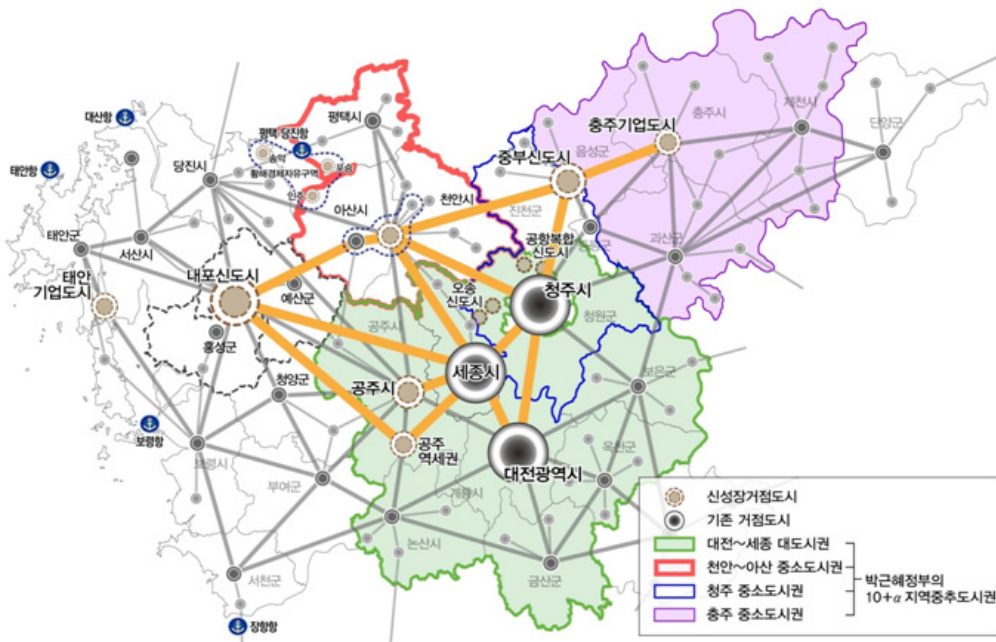 대산항
태안항
평택·당진항
평택시
당진시
송악
황해경제자유구역
포승
인주
아산시
천안시
중부신도시
충주기업도시
음성군
충주시
제천시
단양군
진천군
괴산군
공항복합
신도시
청주시
청원군
오송
신도시
태안군
서산시
태안
기업도시
내포신도시
예산군
홍성군
공주시
세종시
청양군
공주시
공주
역세권
대전광역시
보은군
옥천군
보령항
보령시
부여군
계룡시
논산시
금산군
서천군
장항항
신성장거점도시
기존 거점도시
대전～세종 대도시권
천안～아산 중소도시권
청주 중소도시권
충주 중소도시권
박근혜정부의
10+α 지역중추도시권